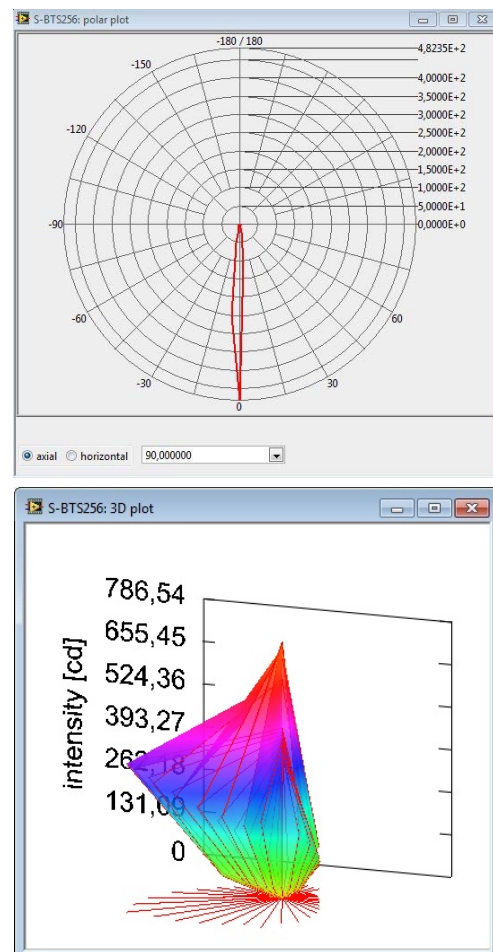 S-BTS256: polar plot
-180 / 180
-150
-120
-90
-60
-30
0
30
60
4,8235E+2
4,0000E+2
3,5000E+2
3,0000E+2
2,5000E+2
2,0000E+2
1,5000E+2
1,0000E+2
5,0000E+1
0,0000E+0
axial
horizontal
90,000000
S-BTS256: 3D plot
786,54
655,45
524,36
393,27
262,18
131,09
0
intensity [cd]